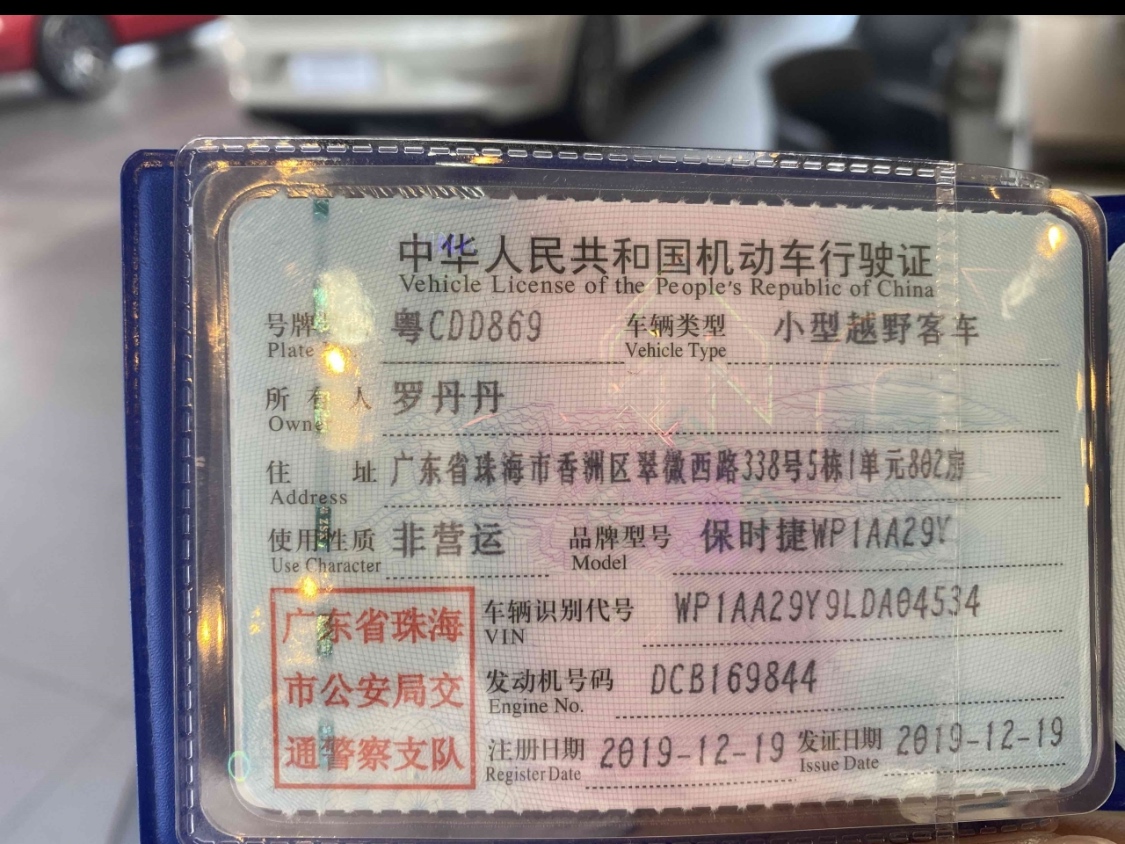 中华人民共和国机动车行驶证
Vehicle License of the People's Republic of China
号牌 粤CDD869 车辆类型 小型越野客车
Plate Vehicle Type
所有人 罗丹丹
Owner
住址 广东省珠海市香洲区翠微西路338号5栋1单元802房
Address
使用性质 非营运 品牌型号 保时捷WP1AA29Y
Use Character Model
广东省珠海
市公安局交
通警察支队
车辆识别代号 WP1AA29Y9LDA04534
VIN
发动机号码 DCB169844
Engine No.
注册日期 2019-12-19 发证日期 2019-12-19
Register Date Issue Date